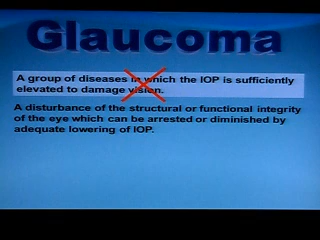 Glaucoma
A group of diseases in which the IOP is sufficiently
elevated to damage vision.
A disturbance of the structural or functional integrity
of the eye which can be arrested or diminished by
adequate lowering of IOP.